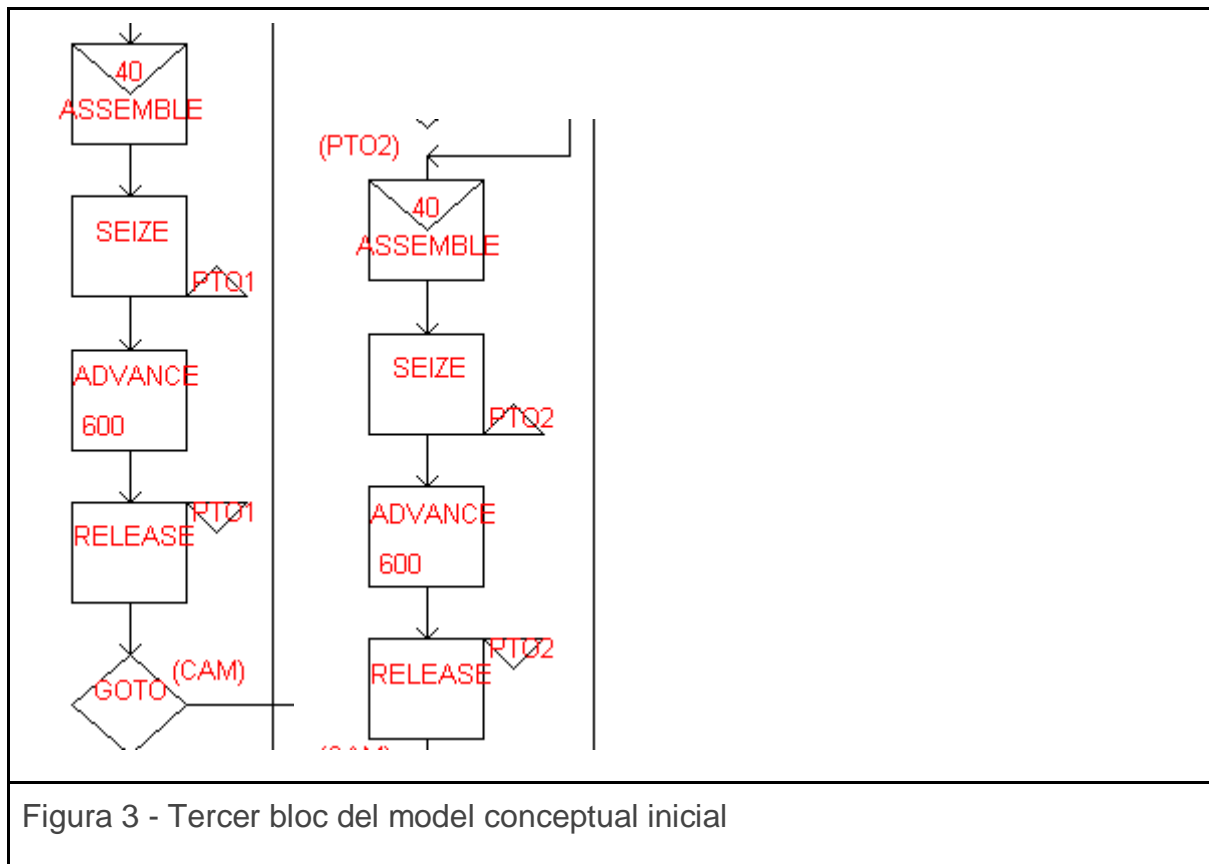 40
ASSEMBLE
SEIZE
PTO1
ADVANCE
600
PTO1
RELEASE
(CAM)
GOTO
(PTO2)
40
ASSEMBLE
SEIZE
PTO2
ADVANCE
600
PTO2
RELEASE
Figura 3 - Tercer bloc del model conceptual inicial